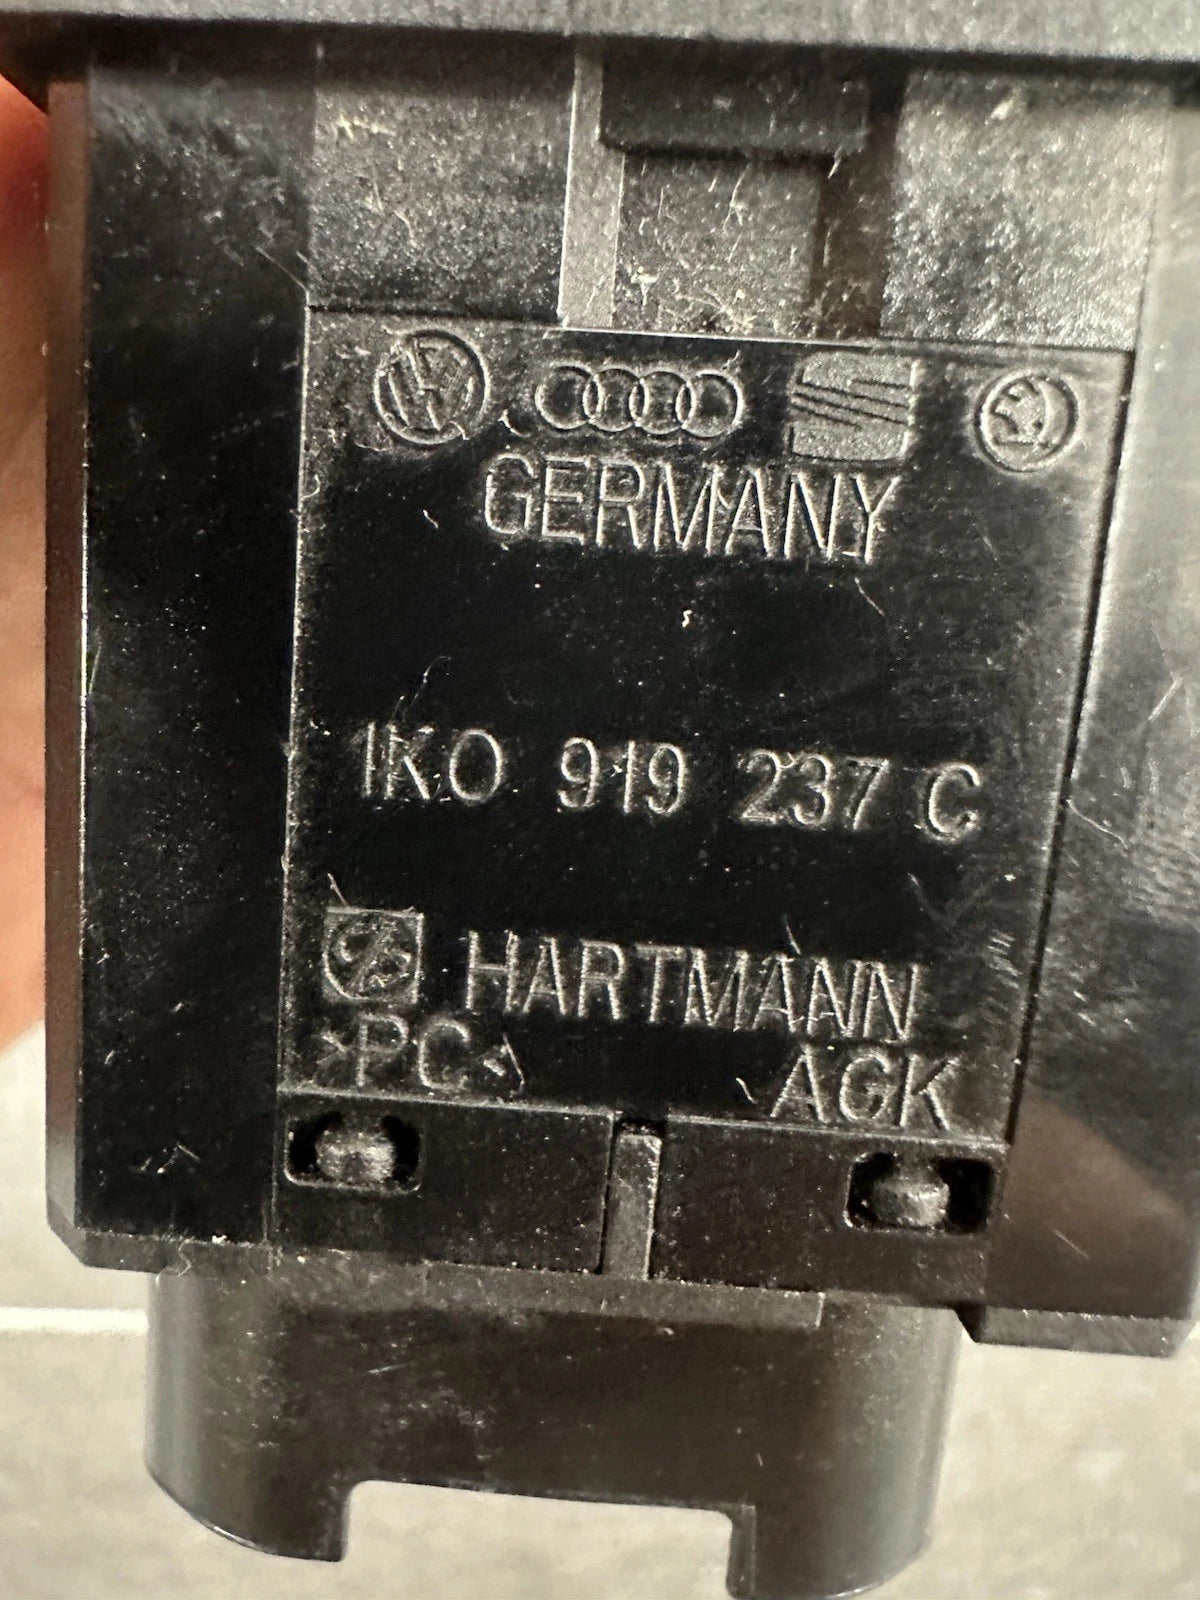 GERMANY
1K0 919 237 C
HARTMANN
>PC< AGK